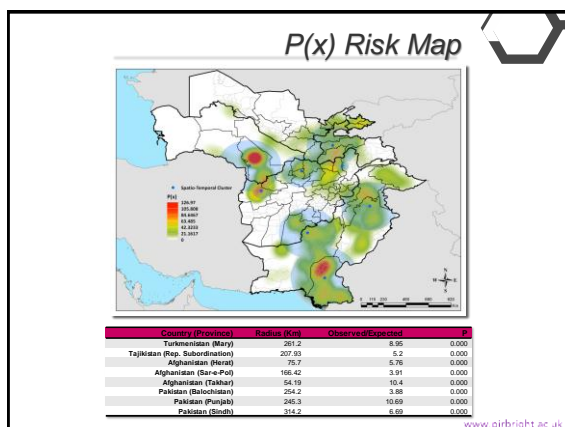 P(x) Risk Map
Spatio-Temporal Cluster
P(x)
126.97
105.808
84.6467
63.485
42.3233
21.1617
0
N
W E
S
Km
Country (Province) Radius (Km) Observed/Expected P
Turkmenistan (Mary) 261.2 8.95 0.000
Tajikistan (Rep. Subordination) 207.93 5.2 0.000
Afghanistan (Herat) 75.7 5.76 0.000
Afghanistan (Sar-e-Pol) 166.42 3.91 0.000
Afghanistan (Takhar) 54.19 10.4 0.000
Pakistan (Balochistan) 254.2 3.88 0.000
Pakistan (Punjab) 245.3 10.69 0.000
Pakistan (Sindh) 314.2 6.69 0.000
www.pirbright.ac.uk